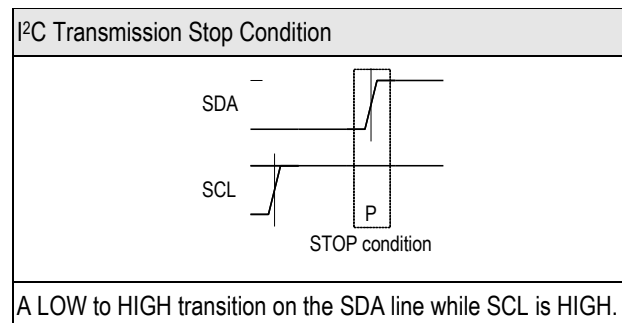 I²C Transmission Stop Condition
SDA
SCL
P
STOP condition
A LOW to HIGH transition on the SDA line while SCL is HIGH.